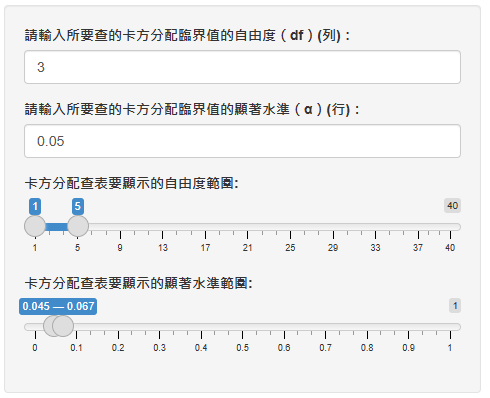 請輸入所要查的卡方分配臨界值的自由度（df）(列)：
3
請輸入所要查的卡方分配臨界值的顯著水準（α）(行)：
0.05
卡方分配查表要顯示的自由度範圍:
1 5 40
1 5 9 13 17 21 25 29 33 37 40
卡方分配查表要顯示的顯著水準範圍:
0.045 — 0.067 1
0 0.1 0.2 0.3 0.4 0.5 0.6 0.7 0.8 0.9 1